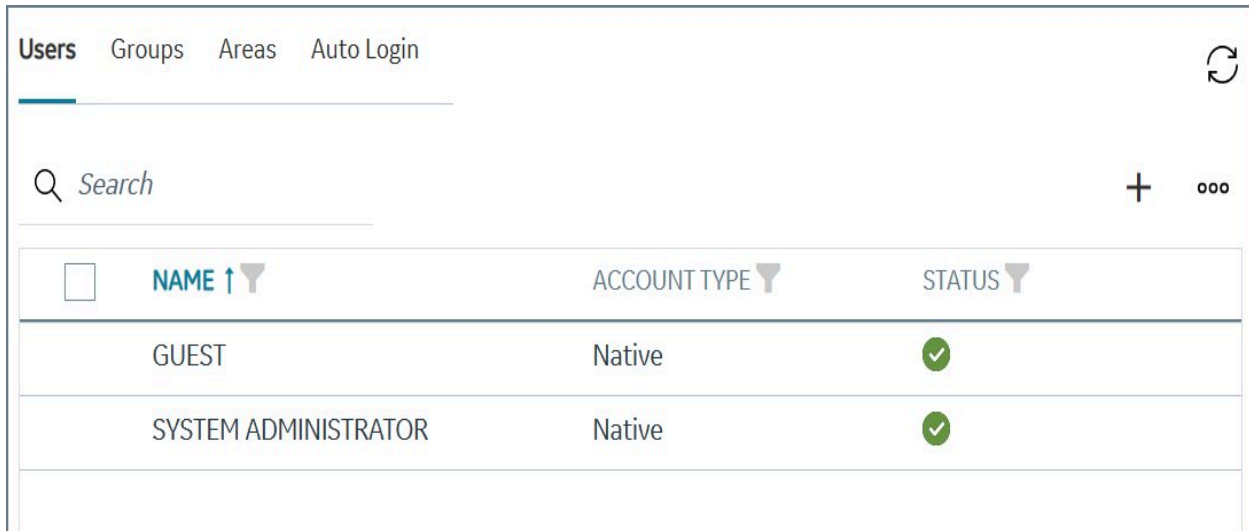 Users Groups Areas Auto Login
Search
NAME ↑ ACCOUNT TYPE STATUS
GUEST Native
SYSTEM ADMINISTRATOR Native